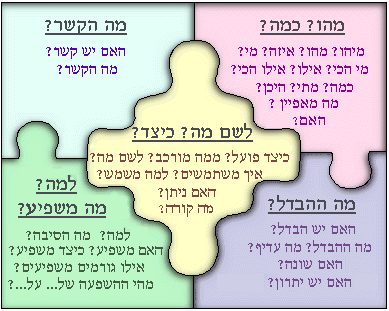 מהו? כמה?
מיהו? מהו? איזה? מי?
מי הכי? אילו? אילו הכי?
כמה? מתי? היכן?
מה מאפיין ?
האם?
מה הקשר?
האם יש קשר?
מה הקשר?
לשם מה? כיצד?
כיצד פועל? ממה מורכב? לשם מה?
איך משתמשים? למה משמש?
האם ניתן?
מה קורה?
מה ההבדל?
האם יש הבדל?
מה ההבדל? מה עדיף?
האם שונה?
האם יש יתרון?
למה?
מה משפיע?
למה? מה הסיבה?
האם משפיע? כיצד משפיע?
אילו גורמים משפיעים?
מהי ההשפעה של... על...?